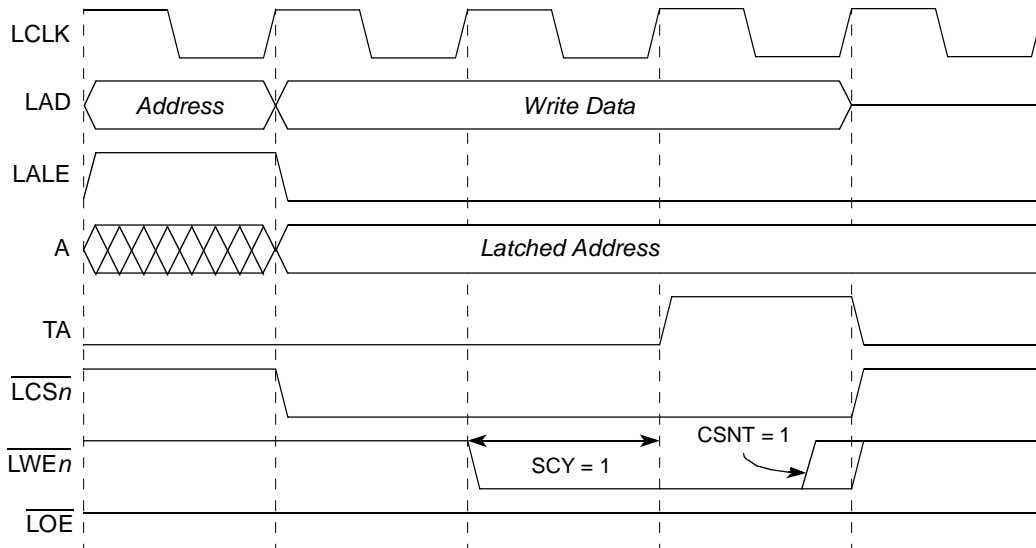 LCLK
LAD Address Write Data
LALE
A Latched Address
TA
LCSn
LWEn SCY = 1 CSNT = 1
LOE